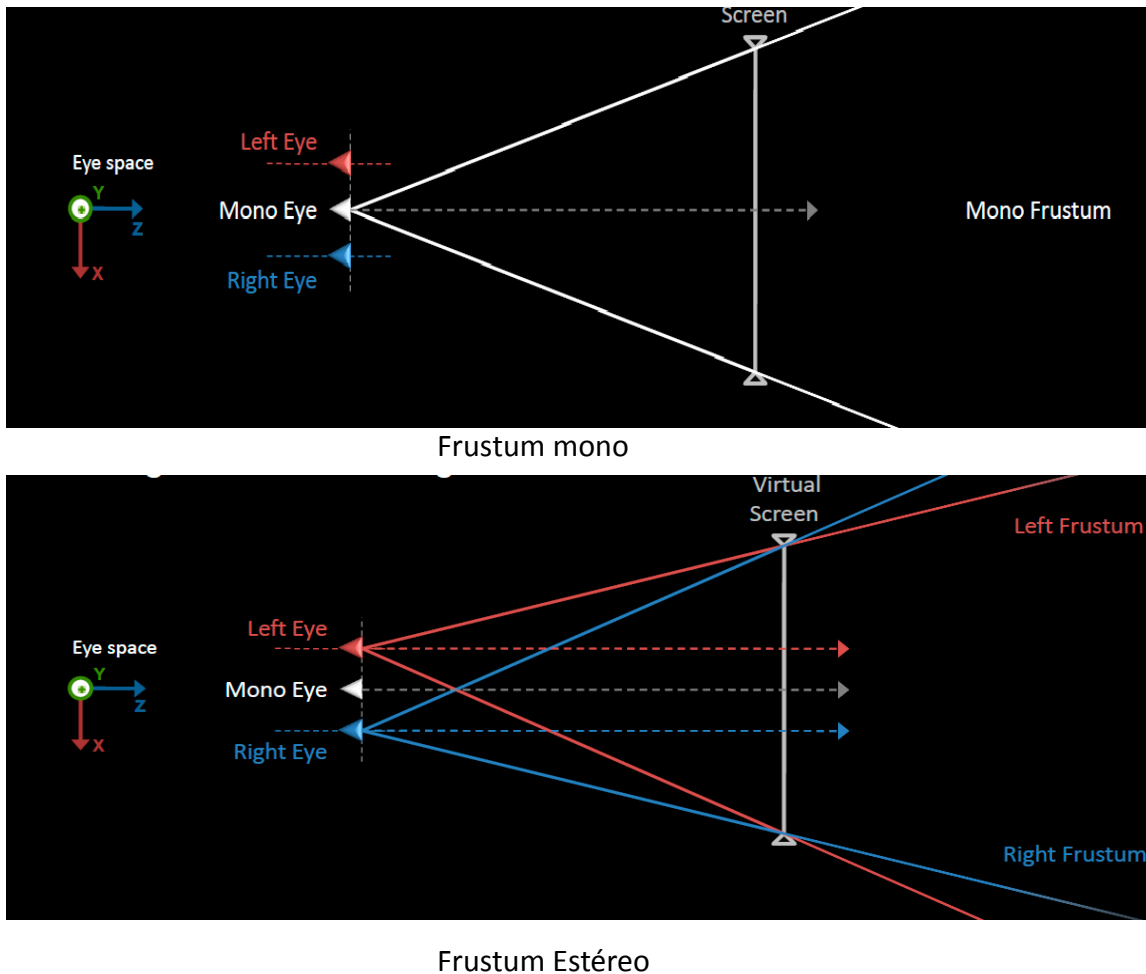 Screen
Left Eye
Eye space
Y
Mono Eye
Mono Frustum
Z
X
Right Eye
Frustum mono
Virtual
Screen
Left Frustum
Left Eye
Eye space
Y
Mono Eye
Z
X
Right Eye
Right Frustum
Frustum Estéreo